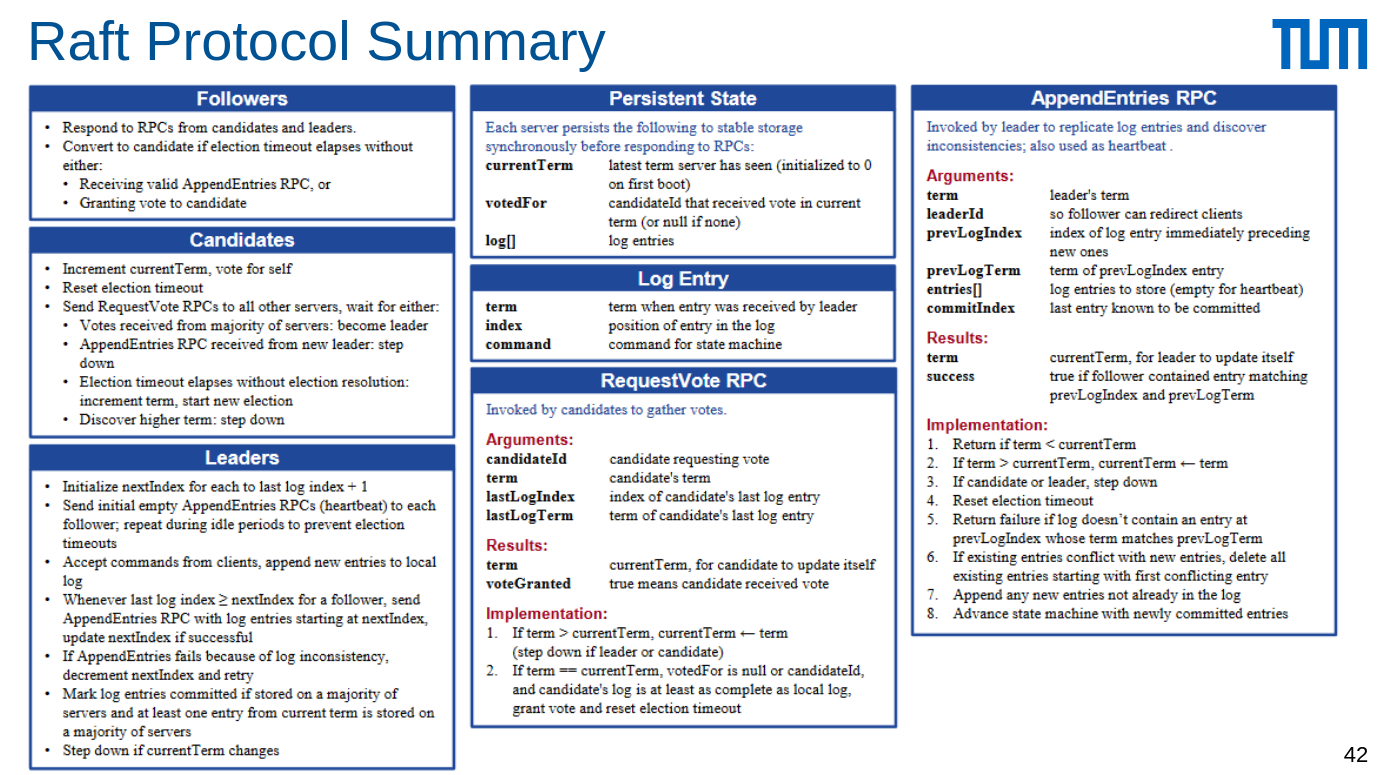 Raft Protocol Summary
TUM
Followers
• Respond to RPCs from candidates and leaders.
• Convert to candidate if election timeout elapses without
either:
• Receiving valid AppendEntries RPC, or
• Granting vote to candidate
Candidates
• Increment currentTerm, vote for self
• Reset election timeout
• Send RequestVote RPCs to all other servers, wait for either:
• Votes received from majority of servers: become leader
• AppendEntries RPC received from new leader: step
down
• Election timeout elapses without election resolution:
increment term, start new election
• Discover higher term: step down
Leaders
• Initialize nextIndex for each to last log index + 1
• Send initial empty AppendEntries RPCs (heartbeat) to each
follower; repeat during idle periods to prevent election
timeouts
• Accept commands from clients, append new entries to local
log
• Whenever last log index ≥ nextIndex for a follower, send
AppendEntries RPC with log entries starting at nextIndex,
update nextIndex if successful
• If AppendEntries fails because of log inconsistency,
decrement nextIndex and retry
• Mark log entries committed if stored on a majority of
servers and at least one entry from current term is stored on
a majority of servers
• Step down if currentTerm changes
Persistent State
Each server persists the following to stable storage
synchronously before responding to RPCs:
currentTerm latest term server has seen (initialized to 0
on first boot)
votedFor candidateId that received vote in current
term (or null if none)
log[] log entries
Log Entry
term term when entry was received by leader
index position of entry in the log
command command for state machine
RequestVote RPC
Invoked by candidates to gather votes.
Arguments:
candidateId candidate requesting vote
term candidate's term
lastLogIndex index of candidate's last log entry
lastLogTerm term of candidate's last log entry
Results:
term currentTerm, for candidate to update itself
voteGranted true means candidate received vote
Implementation:
1. If term > currentTerm, currentTerm ← term
(step down if leader or candidate)
2. If term == currentTerm, votedFor is null or candidateId,
and candidate's log is at least as complete as local log,
grant vote and reset election timeout
AppendEntries RPC
Invoked by leader to replicate log entries and discover
inconsistencies; also used as heartbeat .
Arguments:
term leader's term
leaderId so follower can redirect clients
prevLogIndex index of log entry immediately preceding
new ones
prevLogTerm term of prevLogIndex entry
entries[] log entries to store (empty for heartbeat)
commitIndex last entry known to be committed
Results:
term currentTerm, for leader to update itself
success true if follower contained entry matching
prevLogIndex and prevLogTerm
Implementation:
1. Return if term < currentTerm
2. If term > currentTerm, currentTerm ← term
3. If candidate or leader, step down
4. Reset election timeout
5. Return failure if log doesn’t contain an entry at
prevLogIndex whose term matches prevLogTerm
6. If existing entries conflict with new entries, delete all
existing entries starting with first conflicting entry
7. Append any new entries not already in the log
8. Advance state machine with newly committed entries
42